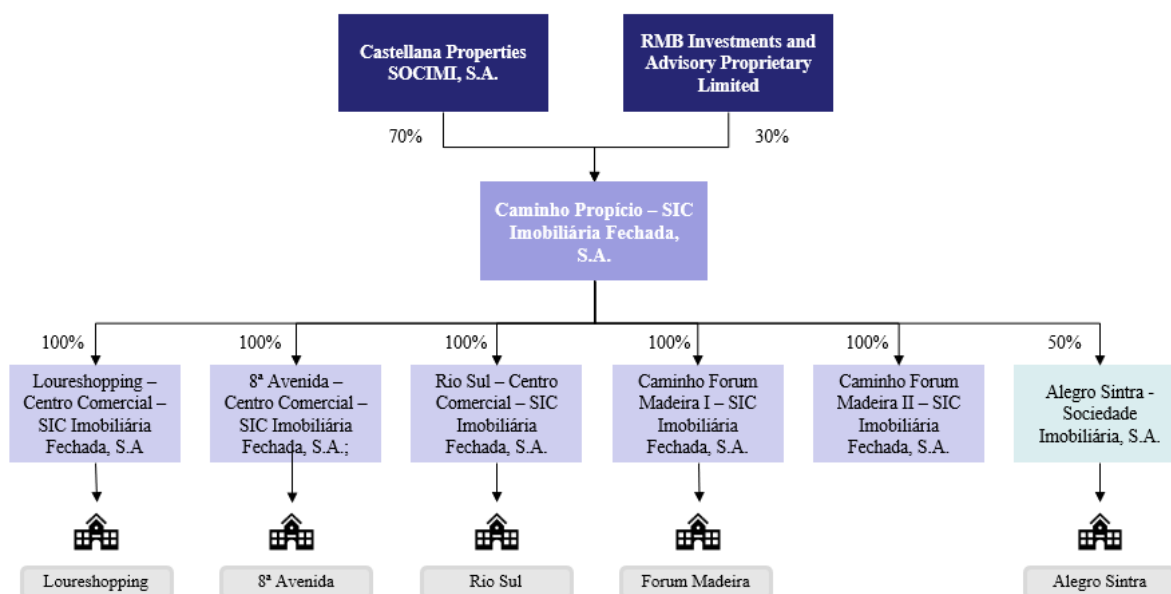 Castellana Properties
SOCIMI, S.A.
RMB Investments and
Advisory Proprietary
Limited
70%
30%
Caminho Propício – SIC
Imobiliária Fechada,
S.A.
100%
100%
100%
100%
100%
50%
Loureshopping –
Centro Comercial –
SIC Imobiliária
Fechada, S.A
8ª Avenida –
Centro Comercial –
SIC Imobiliária
Fechada, S.A.;
Rio Sul – Centro
Comercial – SIC
Imobiliária
Fechada, S.A.
Caminho Forum
Madeira I – SIC
Imobiliária
Fechada, S.A.
Caminho Forum
Madeira II – SIC
Imobiliária
Fechada, S.A.
Alegro Sintra -
Sociedade
Imobiliária, S.A.
Loureshopping
8ª Avenida
Rio Sul
Forum Madeira
Alegro Sintra